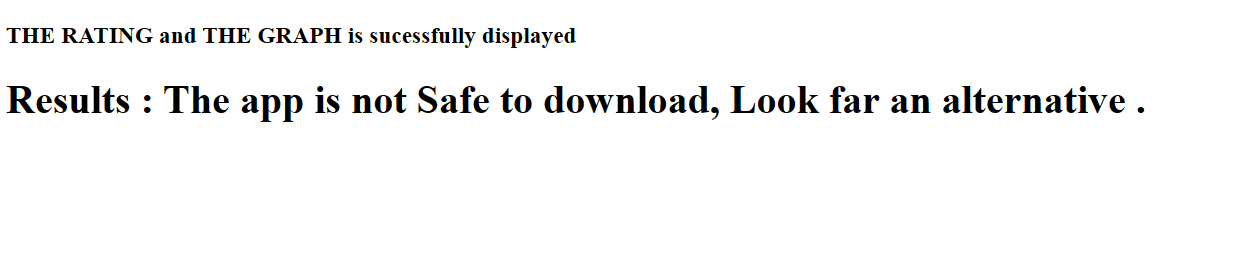 THE RATING and THE GRAPH is sucessfully displayed
Results : The app is not Safe to download, Look far an alternative .